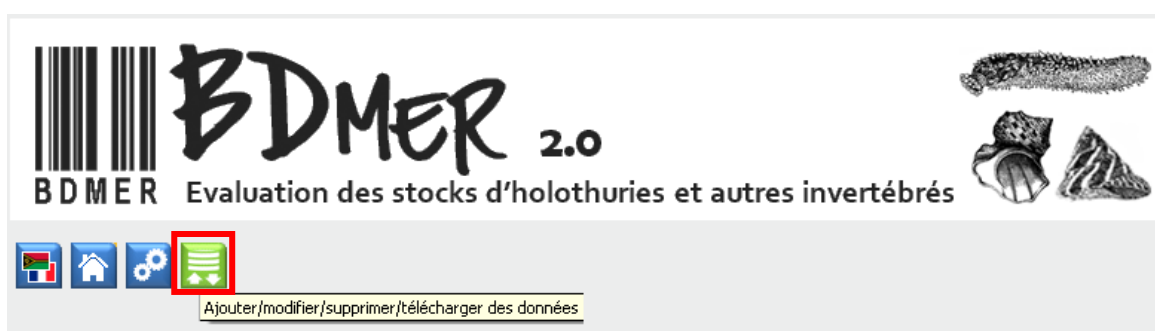 BDMER 2.0
BDMER
Evaluation des stocks d'holothuries et autres invertébrés
Ajouter/modifier/supprimer/télécharger des données